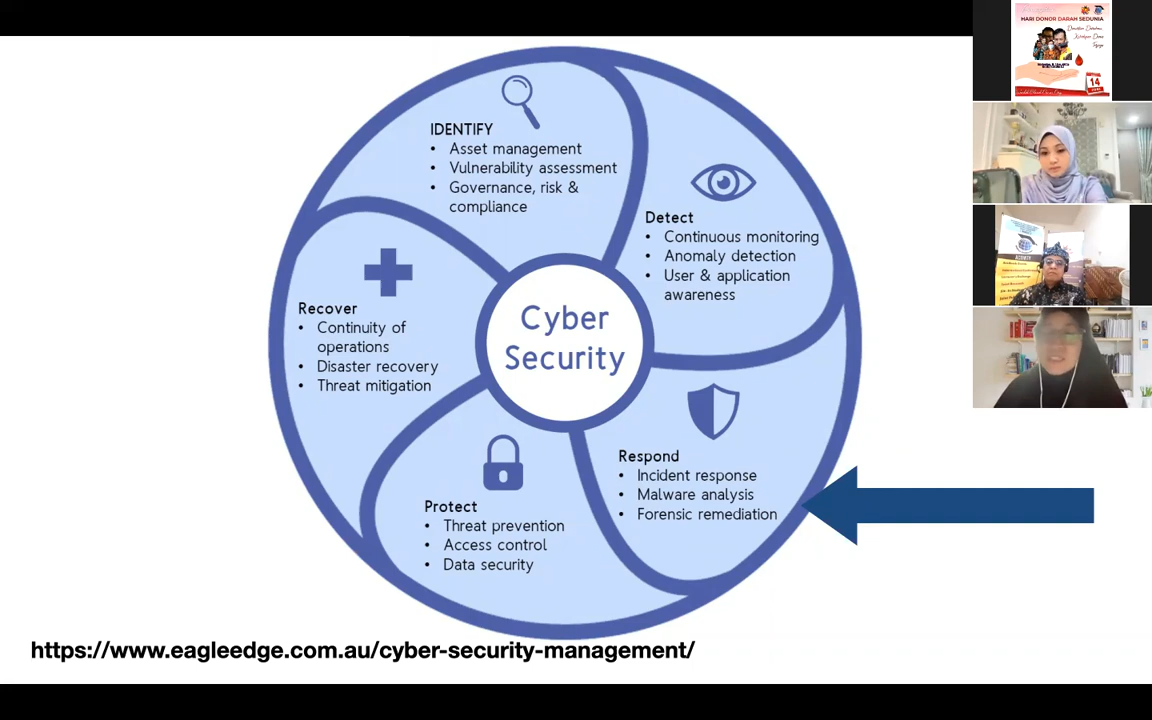 IDENTIFY
• Asset management
• Vulnerability assessment
• Governance, risk &
compliance
Detect
• Continuous monitoring
• Anomaly detection
• User & application
awareness
Recover
• Continuity of
operations
• Disaster recovery
• Threat mitigation
Cyber
Security
Respond
• Incident response
• Malware analysis
• Forensic remediation
Protect
• Threat prevention
• Access control
• Data security
https://www.eagleedge.com.au/cyber-security-management/
HARI DONOR DARAH SEDUNIA
14